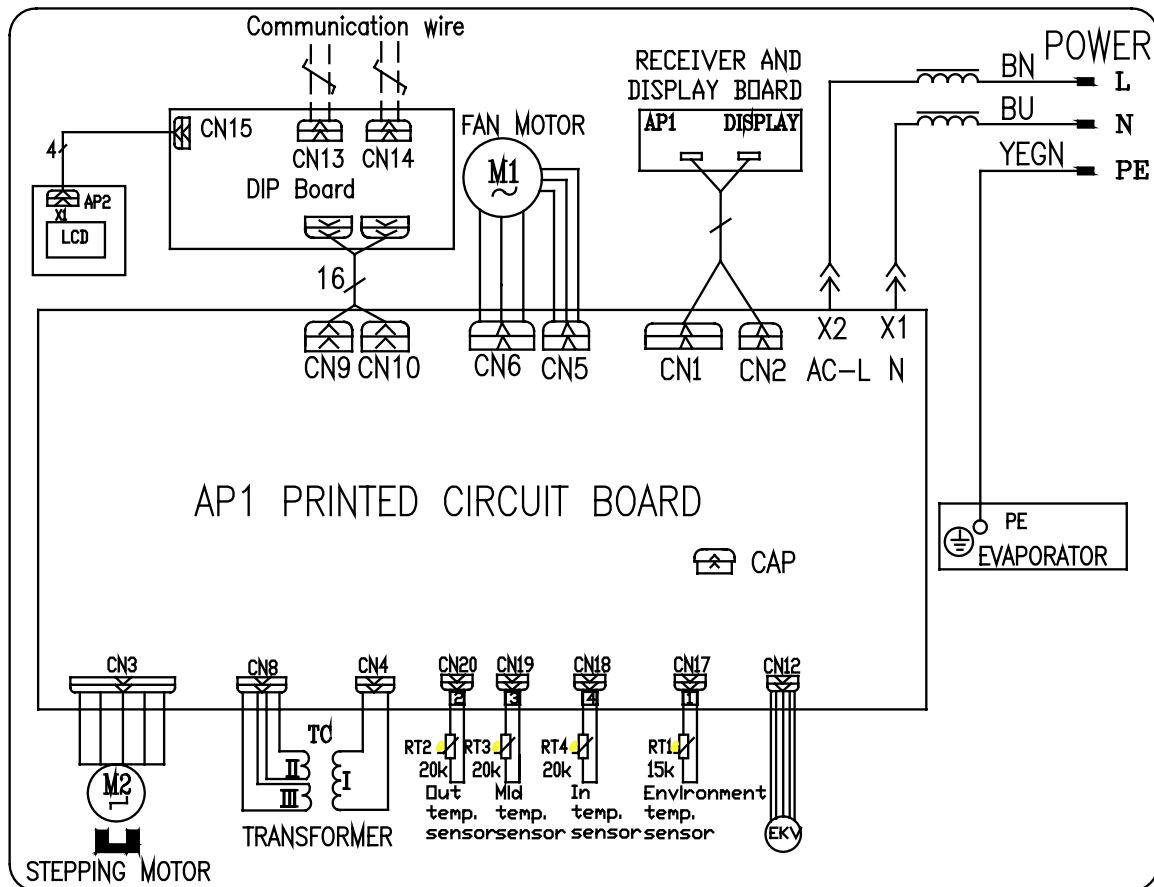 Communication wire
POWER
RECEIVER AND
DISPLAY BOARD
BN
L
CN15
FAN MOTOR
AP1 DISPLAY
BU
N
4
CN13 CN14
M1
YEGN
PE
DIP Board
AP2
X1
LCD
16
X2 X1
CN9 CN10
CN6 CN5
CN1 CN2
AC-L N
AP1 PRINTED CIRCUIT BOARD
PE
EVAPORATOR
CAP
CN3
CN8
CN4
CN20 CN19 CN18 CN17 CN12
2 3 4 1
TC
RT2 RT3 RT4 RT1
20k 20k 20k 15k
II I
III
M2
Out Mid In Environment
temp. temp. temp. temp.
sensor sensor sensor sensor
EKV
TRANSFORMER
STEPPING MOTOR